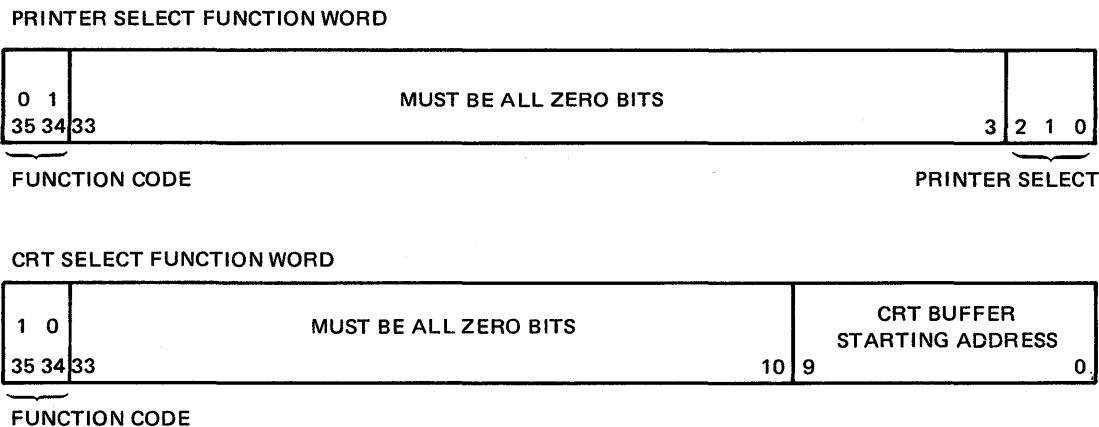 PRINTER SELECT FUNCTION WORD
0 1
MUST BE ALL ZERO BITS
35 34 33 3 2 1 0
FUNCTION CODE PRINTER SELECT
CRT SELECT FUNCTION WORD
1 0
MUST BE ALL ZERO BITS
CRT BUFFER
STARTING ADDRESS
35 34 33 10 9 0
FUNCTION CODE